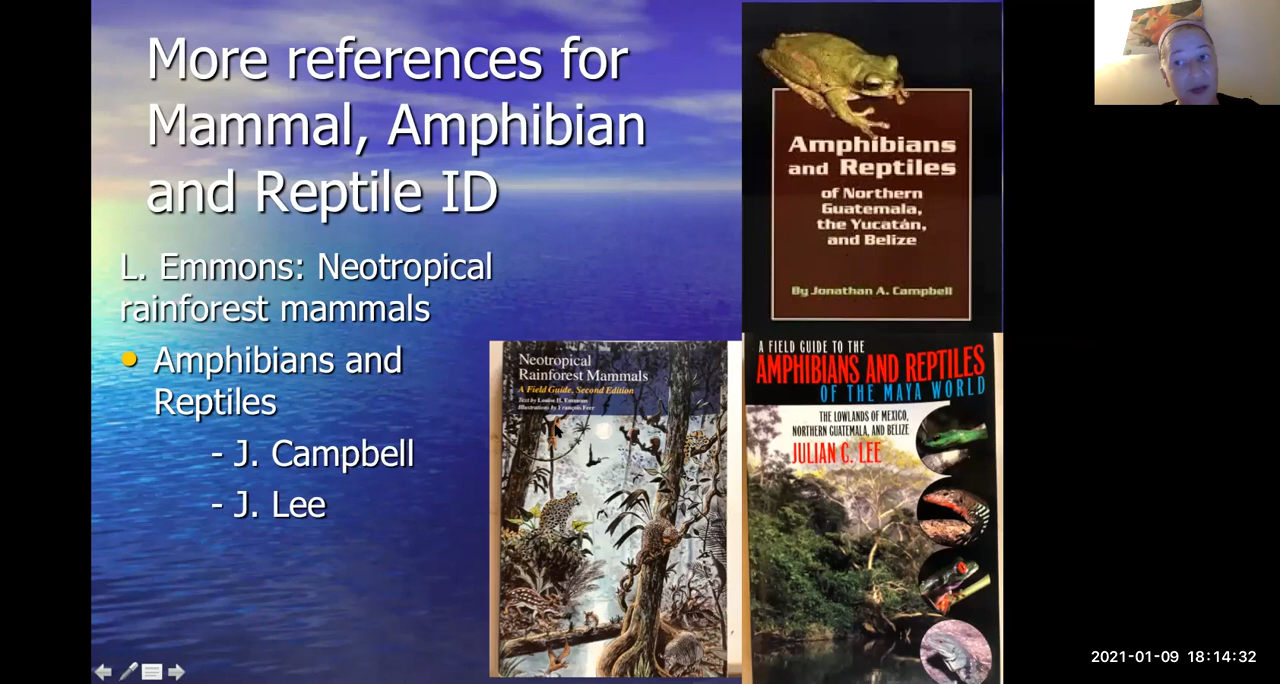 More references for
Mammal, Amphibian
and Reptile ID
L. Emmons: Neotropical
rainforest mammals
Amphibians and
Reptiles
- J. Campbell
- J. Lee
Amphibians
and Reptiles
of Northern
Guatemala,
the Yucatán,
and Belize
By Jonathan A. Campbell
Neotropical
Rainforest Mammals
A Field Guide, Second Edition
Text by Louise H. Emmons
Illustrations by François Feer
A FIELD GUIDE TO THE
AMPHIBIANS AND REPTILES
OF THE MAYA WORLD
THE LOWLANDS OF MEXICO,
NORTHERN GUATEMALA, AND BELIZE
JULIAN C. LEE
2021-01-09 18:14:32